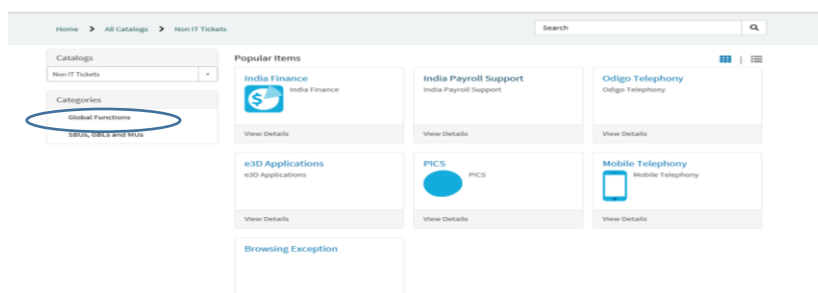 Home > All Catalogs > Non IT Tickets
Search
Catalogs
Non IT Tickets
Categories
Global Functions
SBUs, GBLs and MUs
Popular Items
India Finance
India Finance
View Details
India Payroll Support
India Payroll Support
View Details
Odigo Telephony
Odigo Telephony
View Details
e3D Applications
e3D Applications
View Details
PICS
PICS
View Details
Mobile Telephony
Mobile Telephony
View Details
Browsing Exception